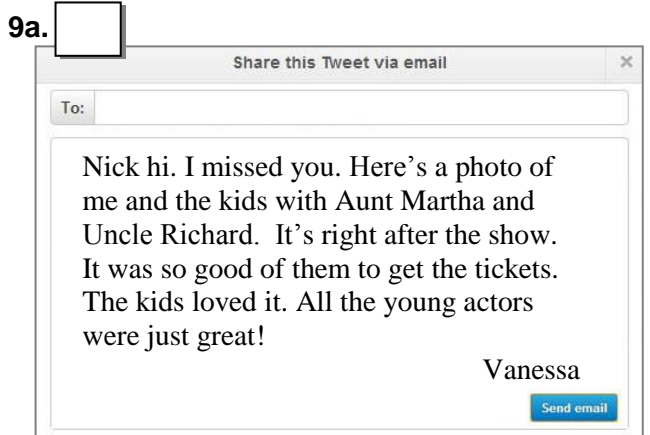 9a.
Share this Tweet via email ×
To:
Nick hi. I missed you. Here’s a photo of
me and the kids with Aunt Martha and
Uncle Richard. It’s right after the show.
It was so good of them to get the tickets.
The kids loved it. All the young actors
were just great!
Vanessa
Send email